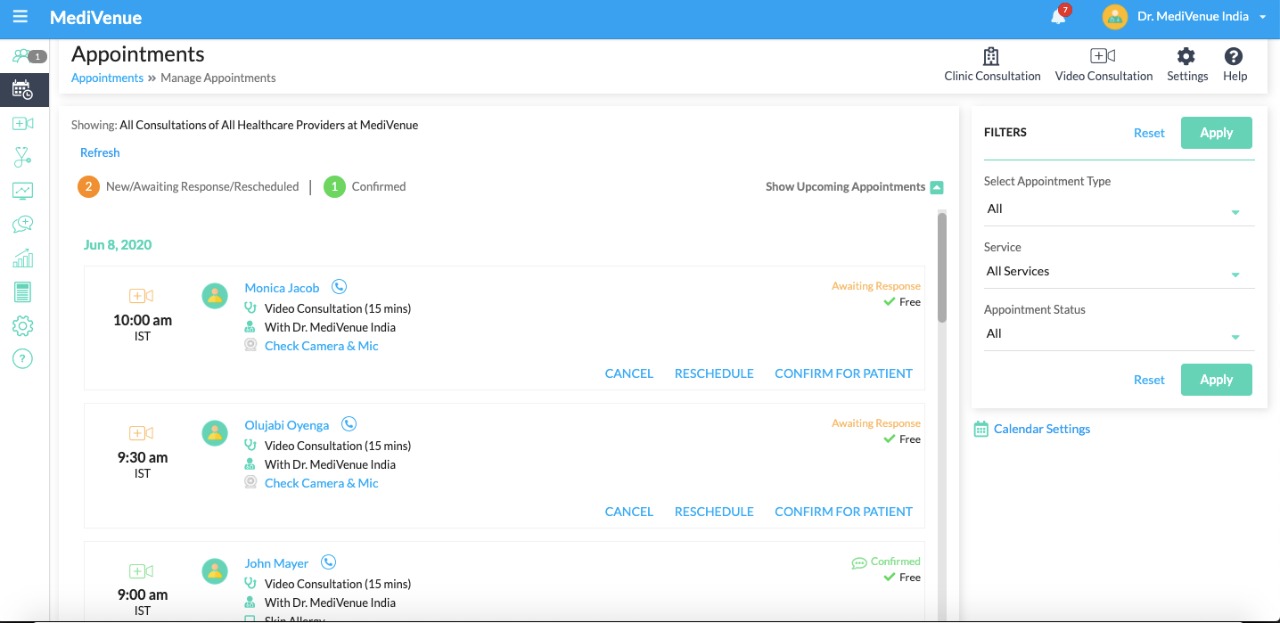 MediVenue
7
Dr. MediVenue India
1
Appointments
Appointments » Manage Appointments
Clinic Consultation
Video Consultation
Settings
Help
Showing: All Consultations of All Healthcare Providers at MediVenue
Refresh
2 New/Awaiting Response/Rescheduled | 1 Confirmed
Show Upcoming Appointments
Jun 8, 2020
10:00 am
IST
Monica Jacob
Video Consultation (15 mins)
With Dr. MediVenue India
Check Camera & Mic
Awaiting Response
Free
CANCEL RESCHEDULE CONFIRM FOR PATIENT
9:30 am
IST
Olujabi Oyenga
Video Consultation (15 mins)
With Dr. MediVenue India
Check Camera & Mic
Awaiting Response
Free
CANCEL RESCHEDULE CONFIRM FOR PATIENT
9:00 am
IST
John Mayer
Video Consultation (15 mins)
With Dr. MediVenue India
Skin Allergy
Confirmed
Free
FILTERS
Reset
Apply
Select Appointment Type
All
Service
All Services
Appointment Status
All
Reset
Apply
Calendar Settings
?